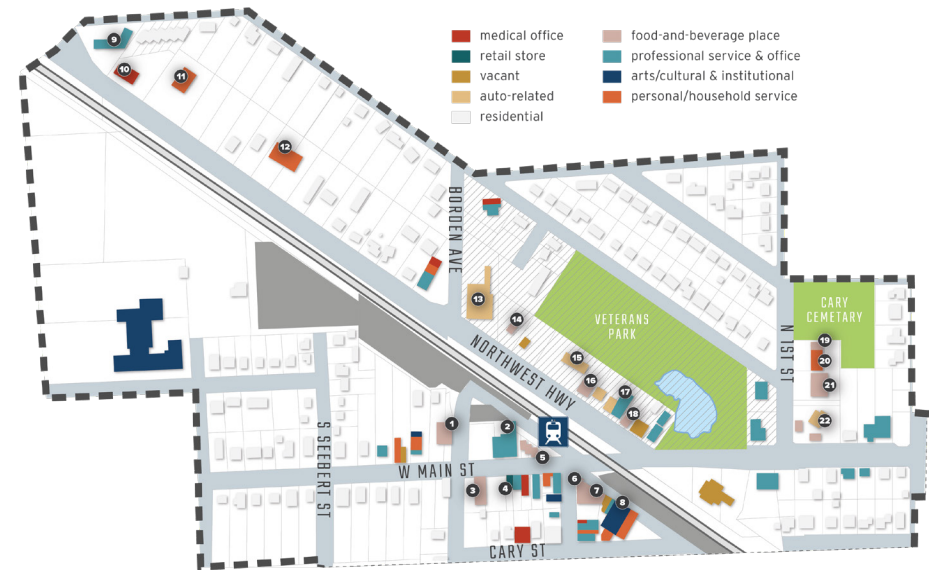 medical office
retail store
vacant
auto-related
residential
food-and-beverage place
professional service & office
arts/cultural & institutional
personal/household service
9
10
11
12
BORDEN AVE
13
14
NORTHWEST HWY
15
16
17
18
VETERANS
PARK
N 1ST ST
CARY
CEMETERY
19
20
21
22
S SEEBERT ST
1
2
5
W MAIN ST
3
4
6
7
8
CARY ST